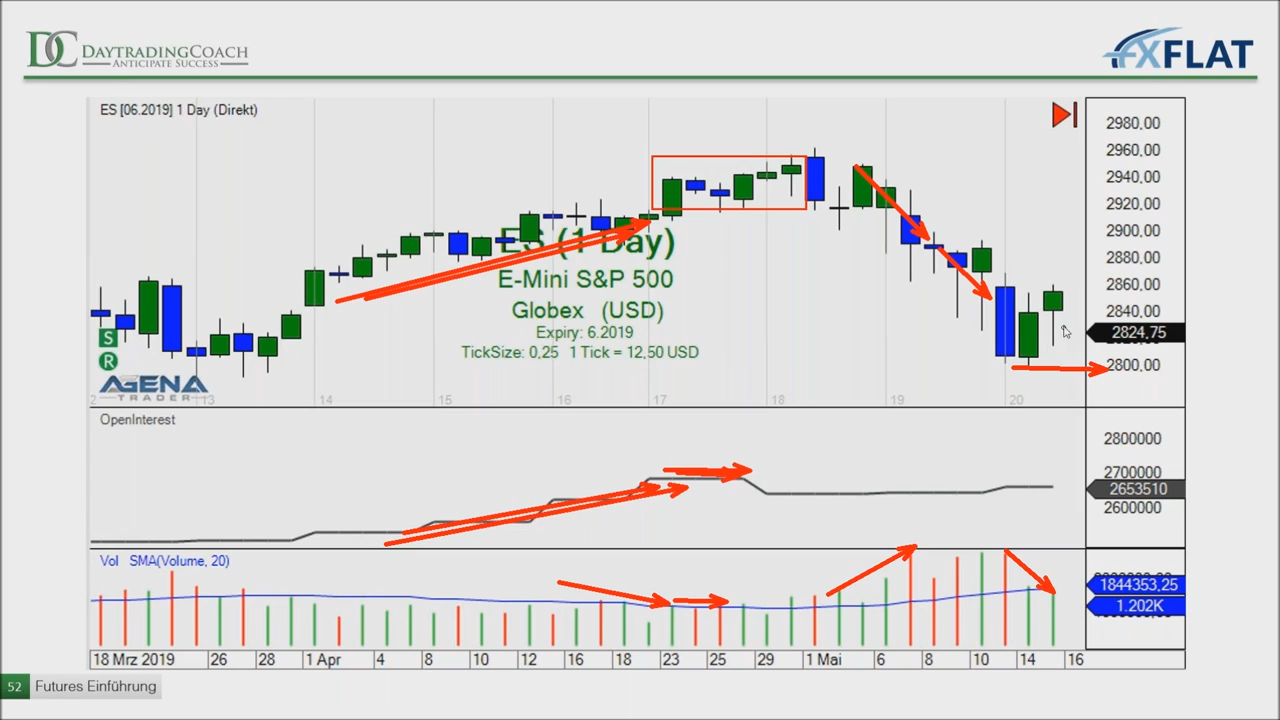 DC DAYTRADINGCOACH
ANTICIPATE SUCCESS
FXFLAT
ES [06.2019] 1 Day (Direkt)
2980,00
2960,00
2940,00
2920,00
2900,00
2880,00
2860,00
2840,00
2824,75
2800,00
ES (1 Day)
E-Mini S&P 500
Globex (USD)
Expiry: 6.2019
TickSize: 0,25 1 Tick = 12,50 USD
S
R
AGENA
TRADER
2 13 14 15 16 17 18 19 20
OpenInterest
2800000
2700000
2653510
2600000
Vol SMA(Volume, 20)
1844353,25
1.202K
18 Mrz 2019 26 28 1 Apr 4 8 10 12 16 18 23 25 29 1 Mai 6 8 10 14 16
52 Futures Einführung